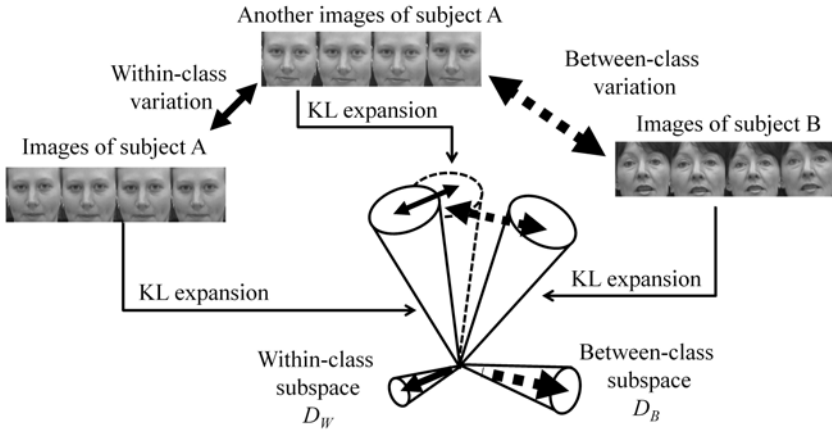 Another images of subject A
Within-class
variation
Between-class
variation
KL expansion
Images of subject A
Images of subject B
KL expansion
KL expansion
Within-class
subspace
D_W
Between-class
subspace
D_B